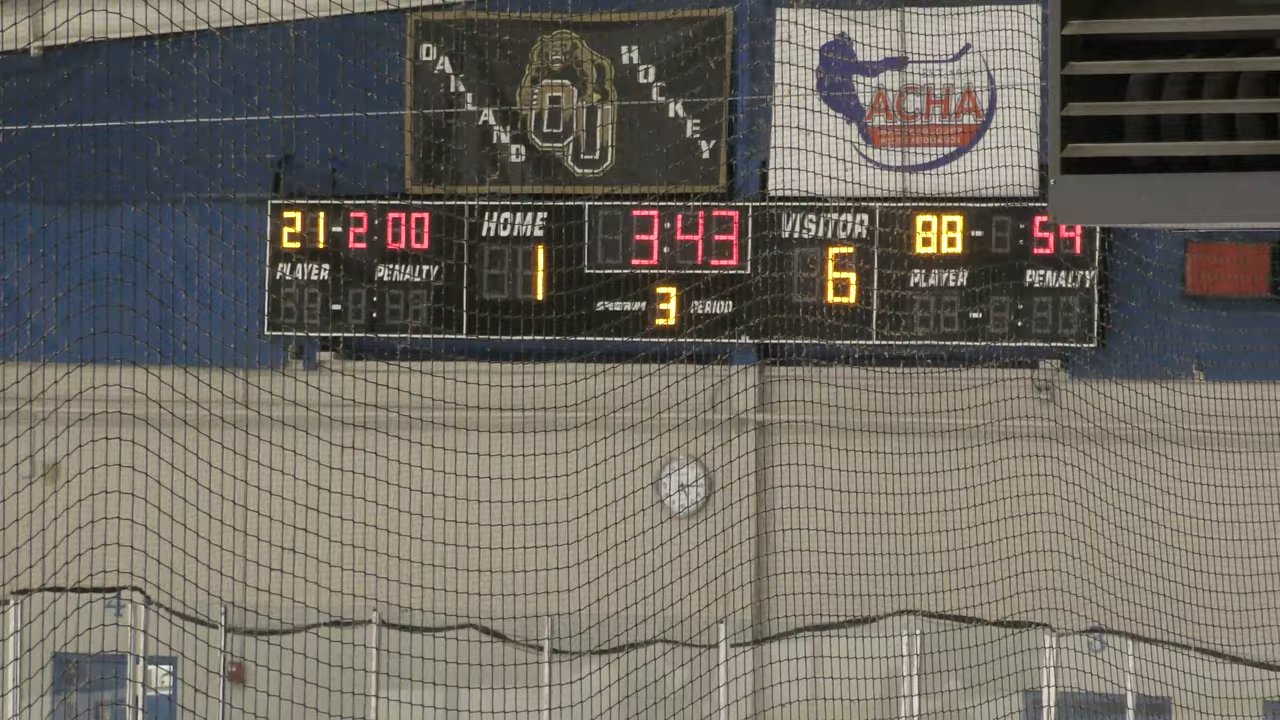 OAKLAND
HOCKEY
OU
ACHA
21-2:00
HOME
3:43
VISITOR
88- :54
PLAYER
PENALTY
1
6
PLAYER
PENALTY
3
PERIOD
4